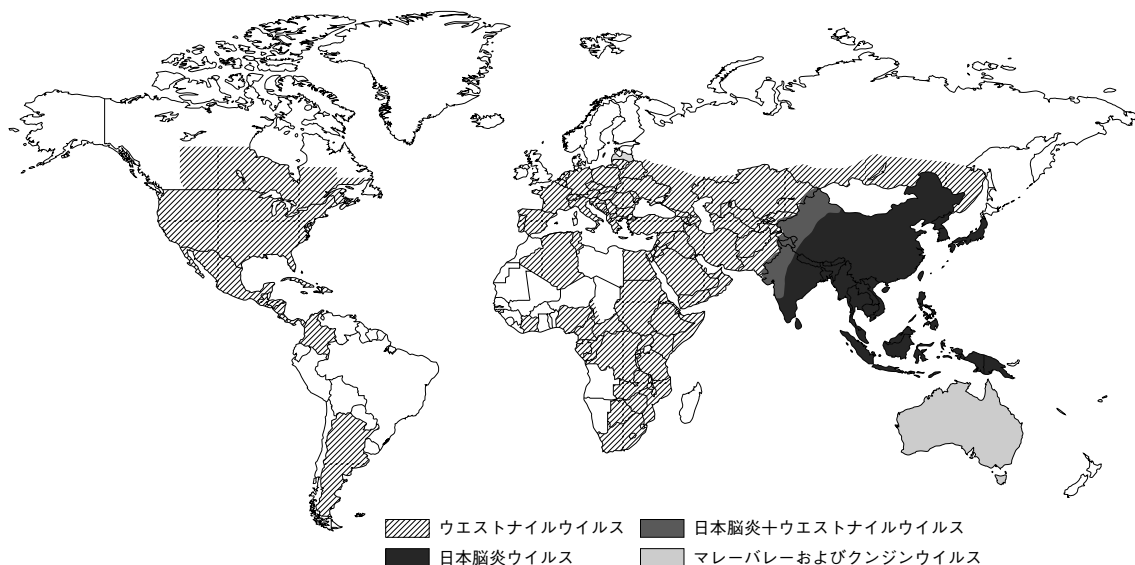 ウエストナイルウイルス 日本脳炎＋ウエストナイルウイルス
日本脳炎ウイルス マレーバレーおよびクンジンウイルス